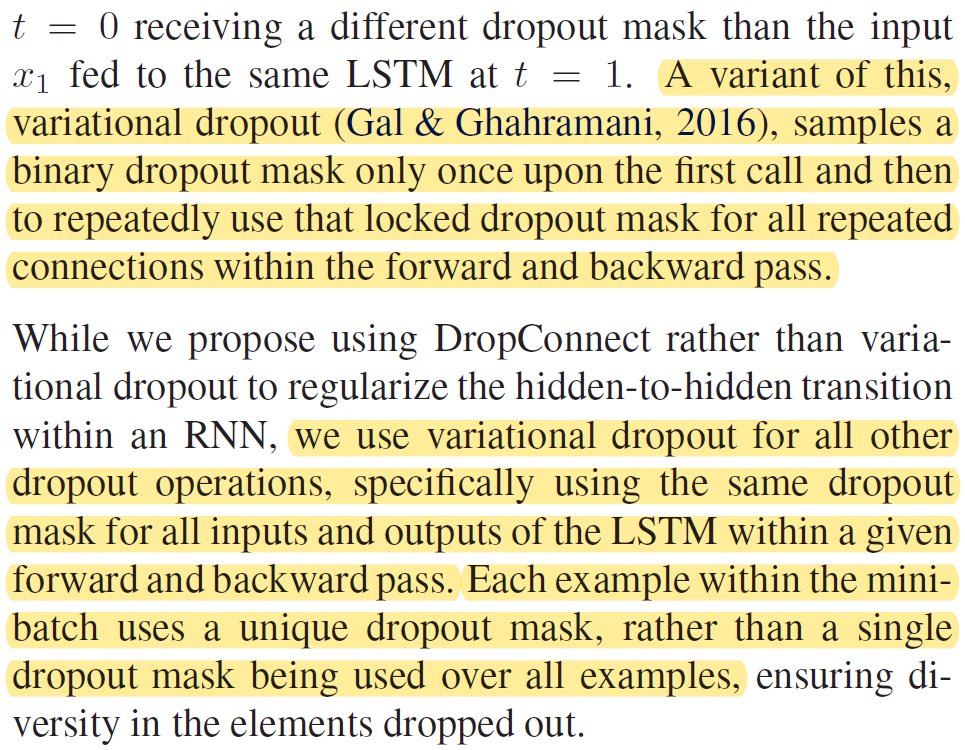 t = 0 receiving a different dropout mask than the input
x₁ fed to the same LSTM at t = 1. A variant of this,
variational dropout (Gal & Ghahramani, 2016), samples a
binary dropout mask only once upon the first call and then
to repeatedly use that locked dropout mask for all repeated
connections within the forward and backward pass.
While we propose using DropConnect rather than varia-
tional dropout to regularize the hidden-to-hidden transition
within an RNN, we use variational dropout for all other
dropout operations, specifically using the same dropout
mask for all inputs and outputs of the LSTM within a given
forward and backward pass. Each example within the mini-
batch uses a unique dropout mask, rather than a single
dropout mask being used over all examples, ensuring di-
versity in the elements dropped out.